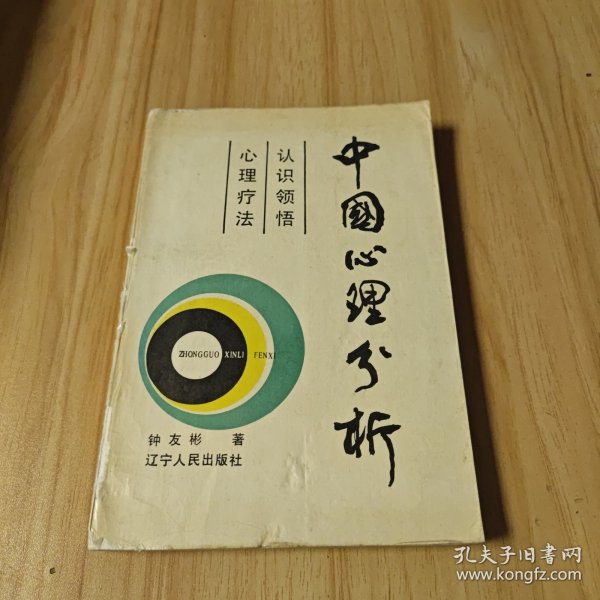 中國心理分析
认识领悟
心理疗法
ZHONGGUO XINLI FENXI
钟友彬 著
辽宁人民出版社
孔夫子旧书网
www.kongfz.com